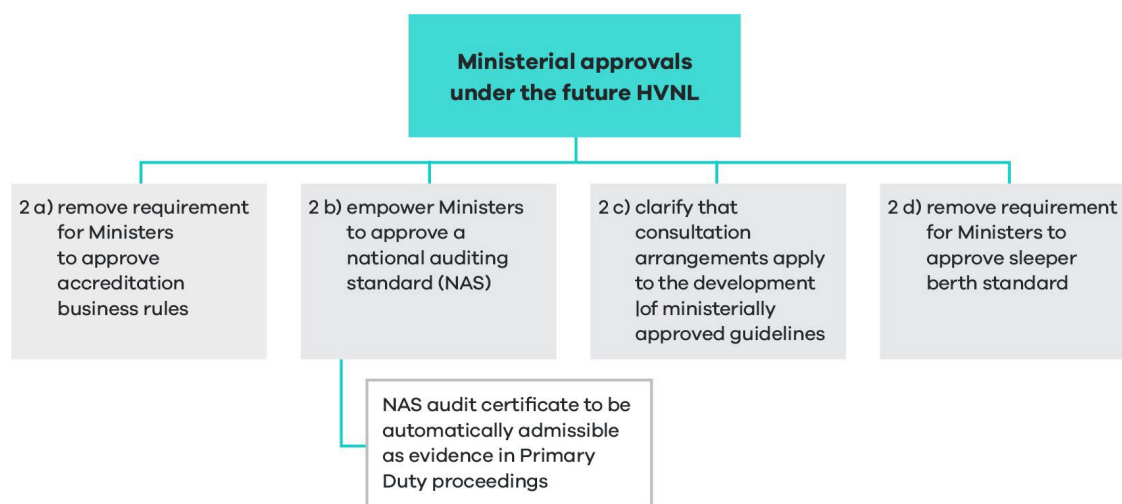 Ministerial approvals
under the future HVNL
2 a) remove requirement
for Ministers
to approve
accreditation
business rules
2 b) empower Ministers
to approve a
national auditing
standard (NAS)
2 c) clarify that
consultation
arrangements apply
to the development
|of ministerially
approved guidelines
2 d) remove requirement
for Ministers to
approve sleeper
berth standard
NAS audit certificate to be
automatically admissible
as evidence in Primary
Duty proceedings